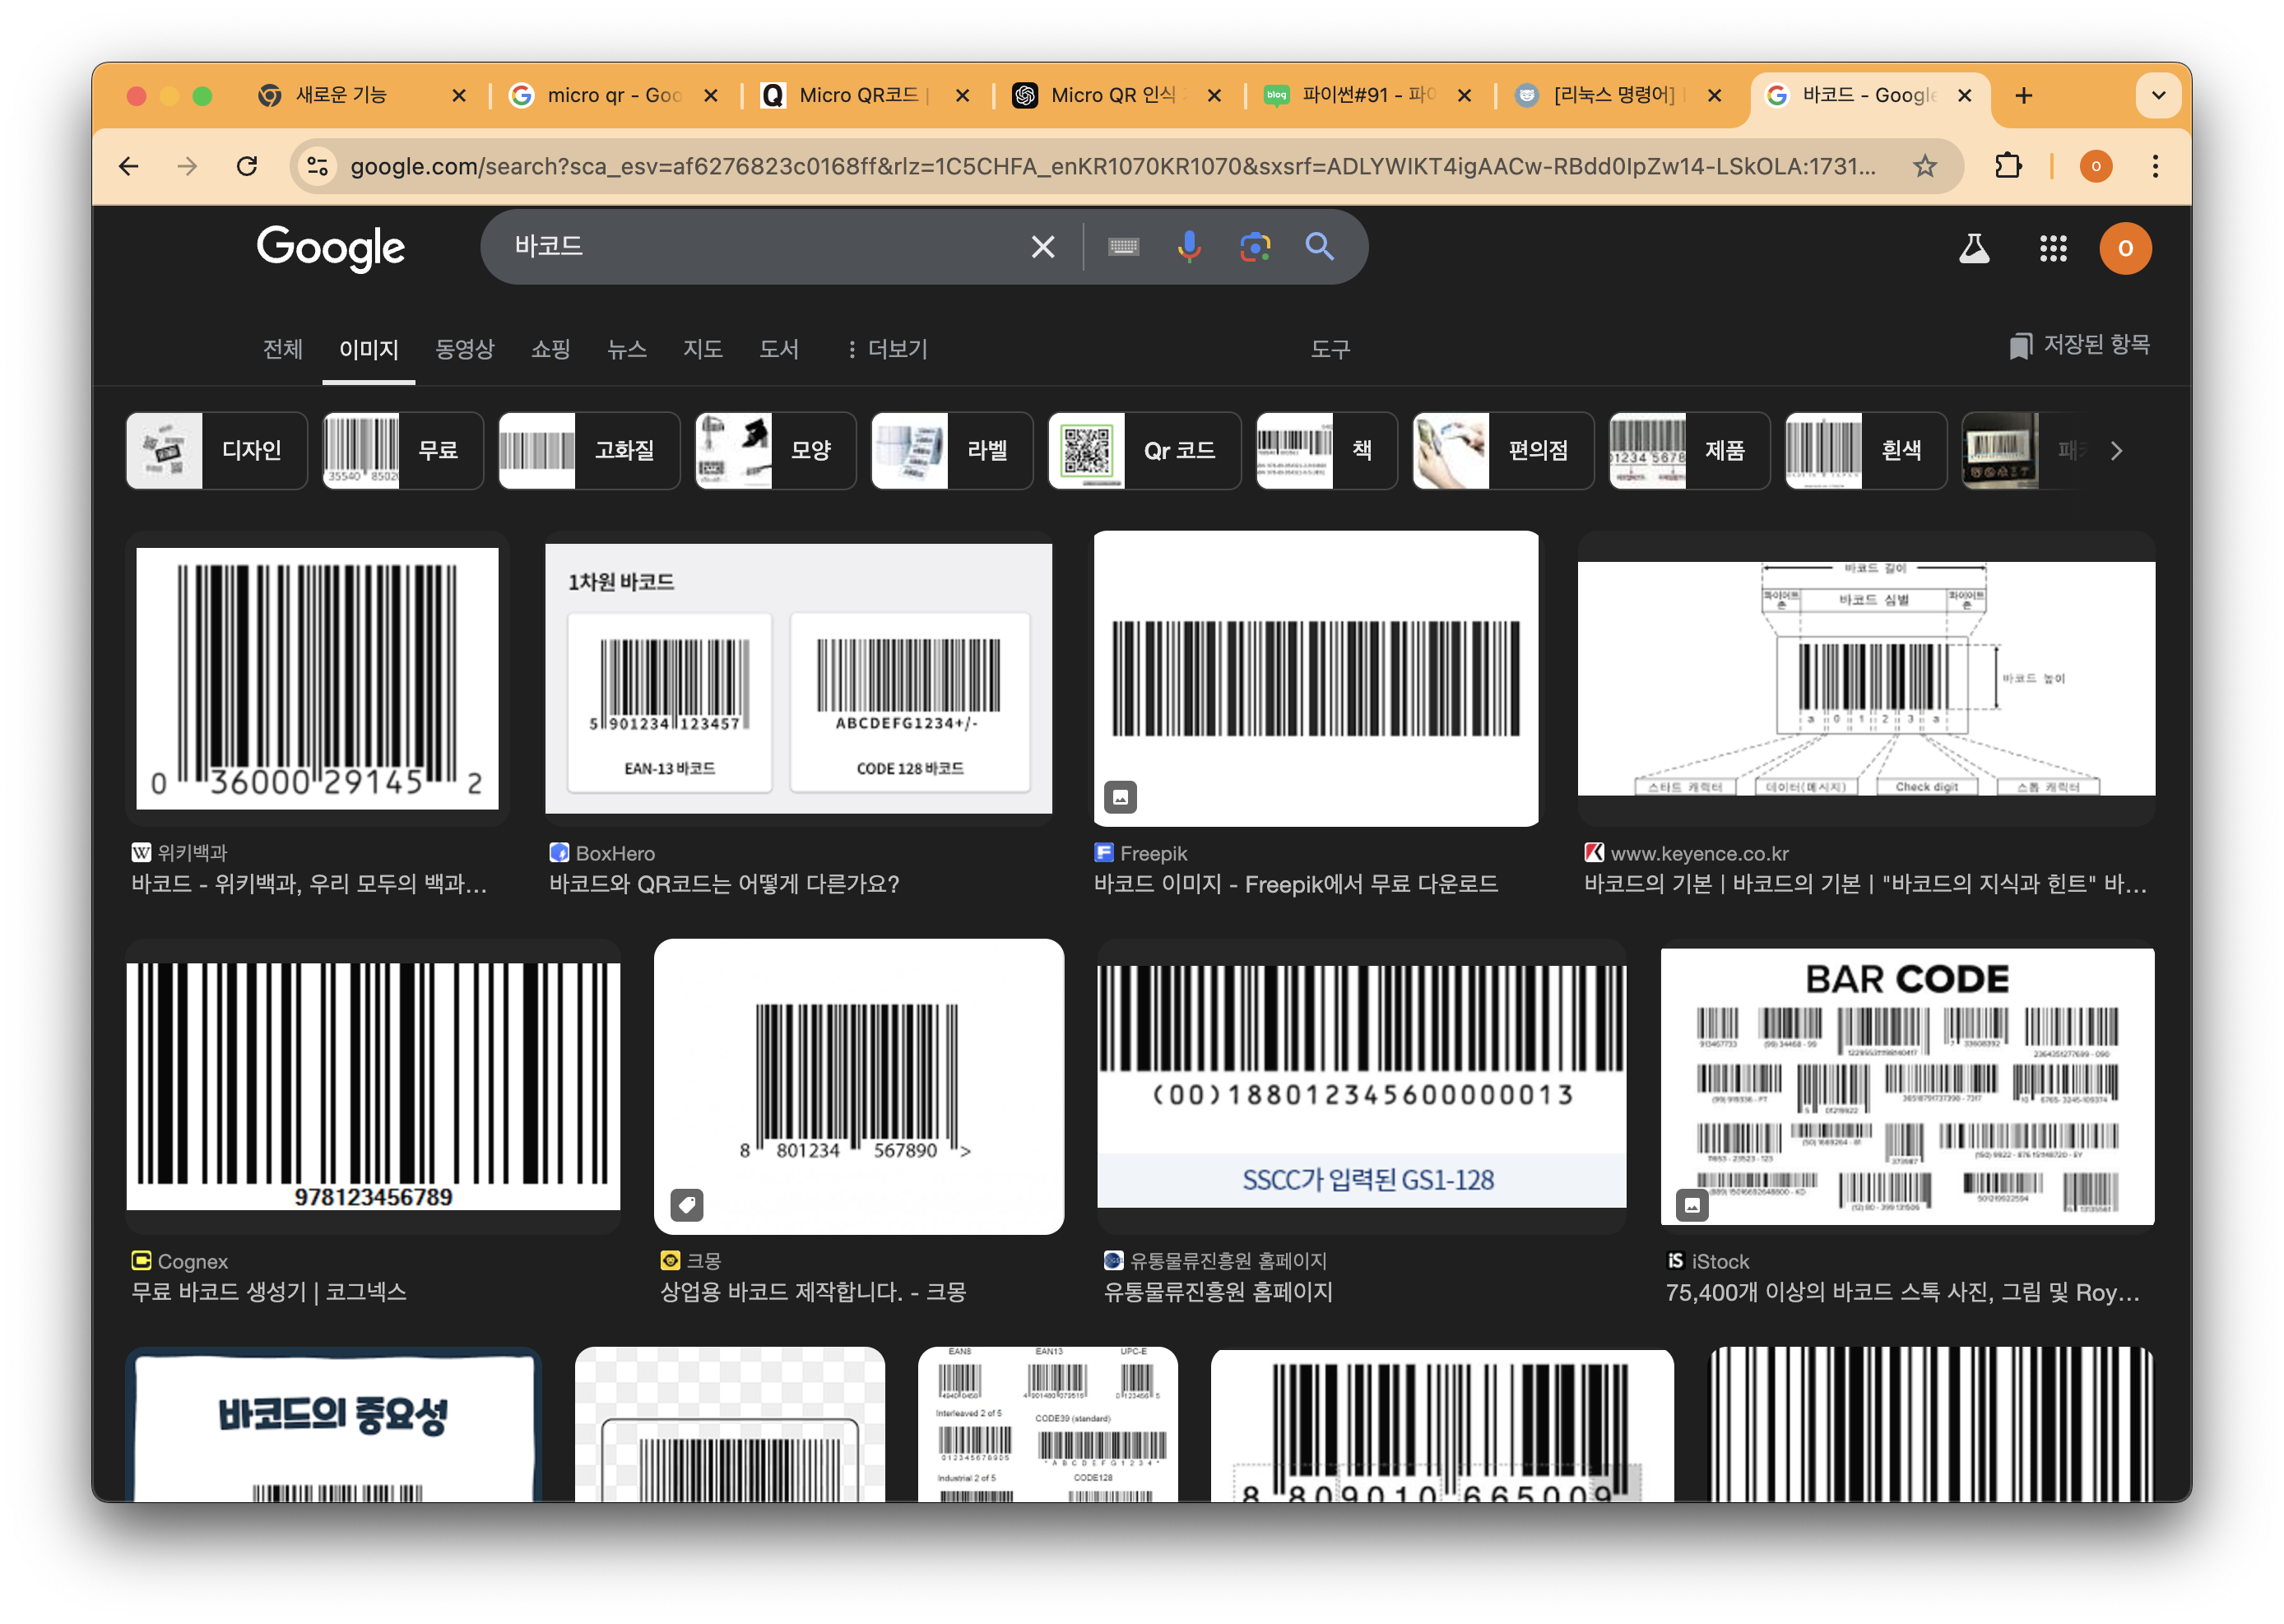 새로운 기능
micro qr - Goo
Micro QR코드 |
Micro QR 인식
파이썬#91 - 파이
[리눅스 명령어]
바코드 - Google
google.com/search?sca_esv=af6276823c0168ff&rlz=1C5CHFA_enKR1070KR1070&sxsrf=ADLYWIKT4igAACw-RBdd0IpZw14-LSkOLA:1731...
O
Google
바코드
O
전체 이미지 동영상 쇼핑 뉴스 지도 도서 더보기 도구 저장된 항목
디자인 무료 고화질 모양 라벨 Qr 코드 책 편의점 제품 흰색
0 36000 29145 2
1차원 바코드
5 901234 123457
EAN-13 바코드
ABCDEFG1234+/-
CODE 128 바코드
바코드 길이
바코드 심벌
바코드 높이
a 0 1 2 3 a
스타트 캐릭터 데이터(메시지) Check digit 스톱 캐릭터
위키백과
바코드 - 위키백과, 우리 모두의 백과...
BoxHero
바코드와 QR코드는 어떻게 다른가요?
Freepik
바코드 이미지 - Freepik에서 무료 다운로드
www.keyence.co.kr
바코드의 기본 | 바코드의 기본 | "바코드의 지식과 힌트" 바...
978123456789
8 801234 567890 >
(00)188012345600000013
SSCC가 입력된 GS1-128
BAR CODE
Cognex
무료 바코드 생성기 | 코그넥스
크몽
상업용 바코드 제작합니다. - 크몽
유통물류진흥원 홈페이지
유통물류진흥원 홈페이지
iStock
75,400개 이상의 바코드 스톡 사진, 그림 및 Roy...
바코드의 중요성
EAN8 EAN13 UPC-E
Interleaved 2 of 5
CODE39 (standard)
012345678905
*ABCDEFG1234*
Industrial 2 of 5
CODE128
8 809010 665009